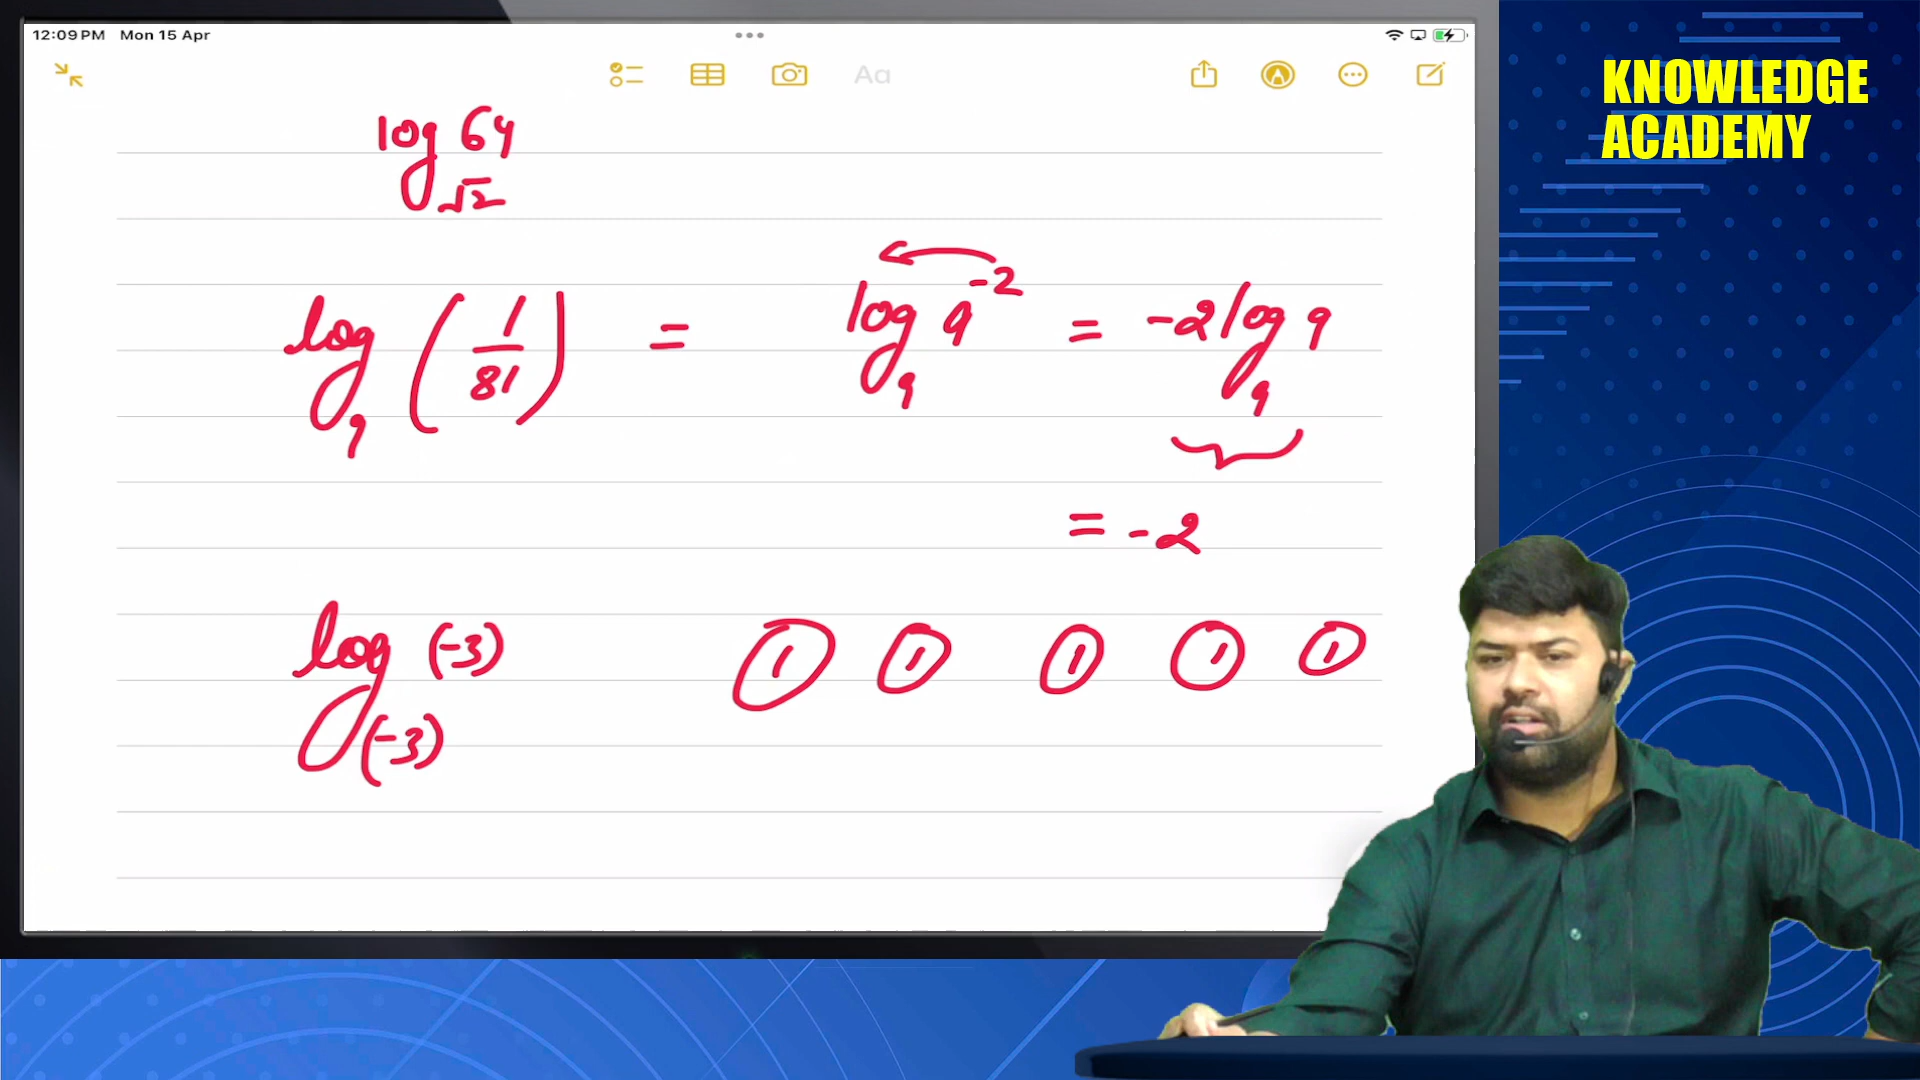 12:09 PM Mon 15 Apr
Aa
KNOWLEDGE
ACADEMY
log_√2 64
log_9 (1/81) = log_9 9^-2 = -2 log_9 9
= -2
log_(-3) (-3) 1 1 1 1 1